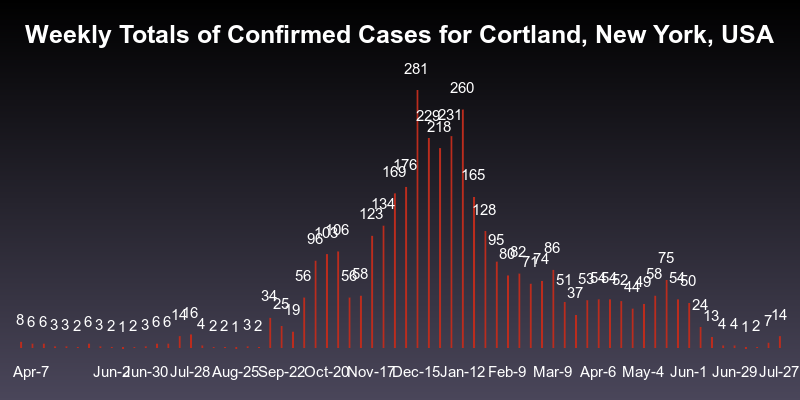 Weekly Totals of Confirmed Cases for Cortland, New York, USA
8 6 6 3 3 2 6 3 2 1 2 3 6 6 14 16 4 2 2 1 3 2 34 25 19 56 96 103 106 56 58 123 134 169 176 281 229 218 231 260 165 128 95 80 82 71 74 86 51 37 53 54 54 52 44 49 58 75 54 50 24 13 4 4 1 2 7 14
Apr-7 Jun-2 Jun-30 Jul-28 Aug-25 Sep-22 Oct-20 Nov-17 Dec-15 Jan-12 Feb-9 Mar-9 Apr-6 May-4 Jun-1 Jun-29 Jul-27